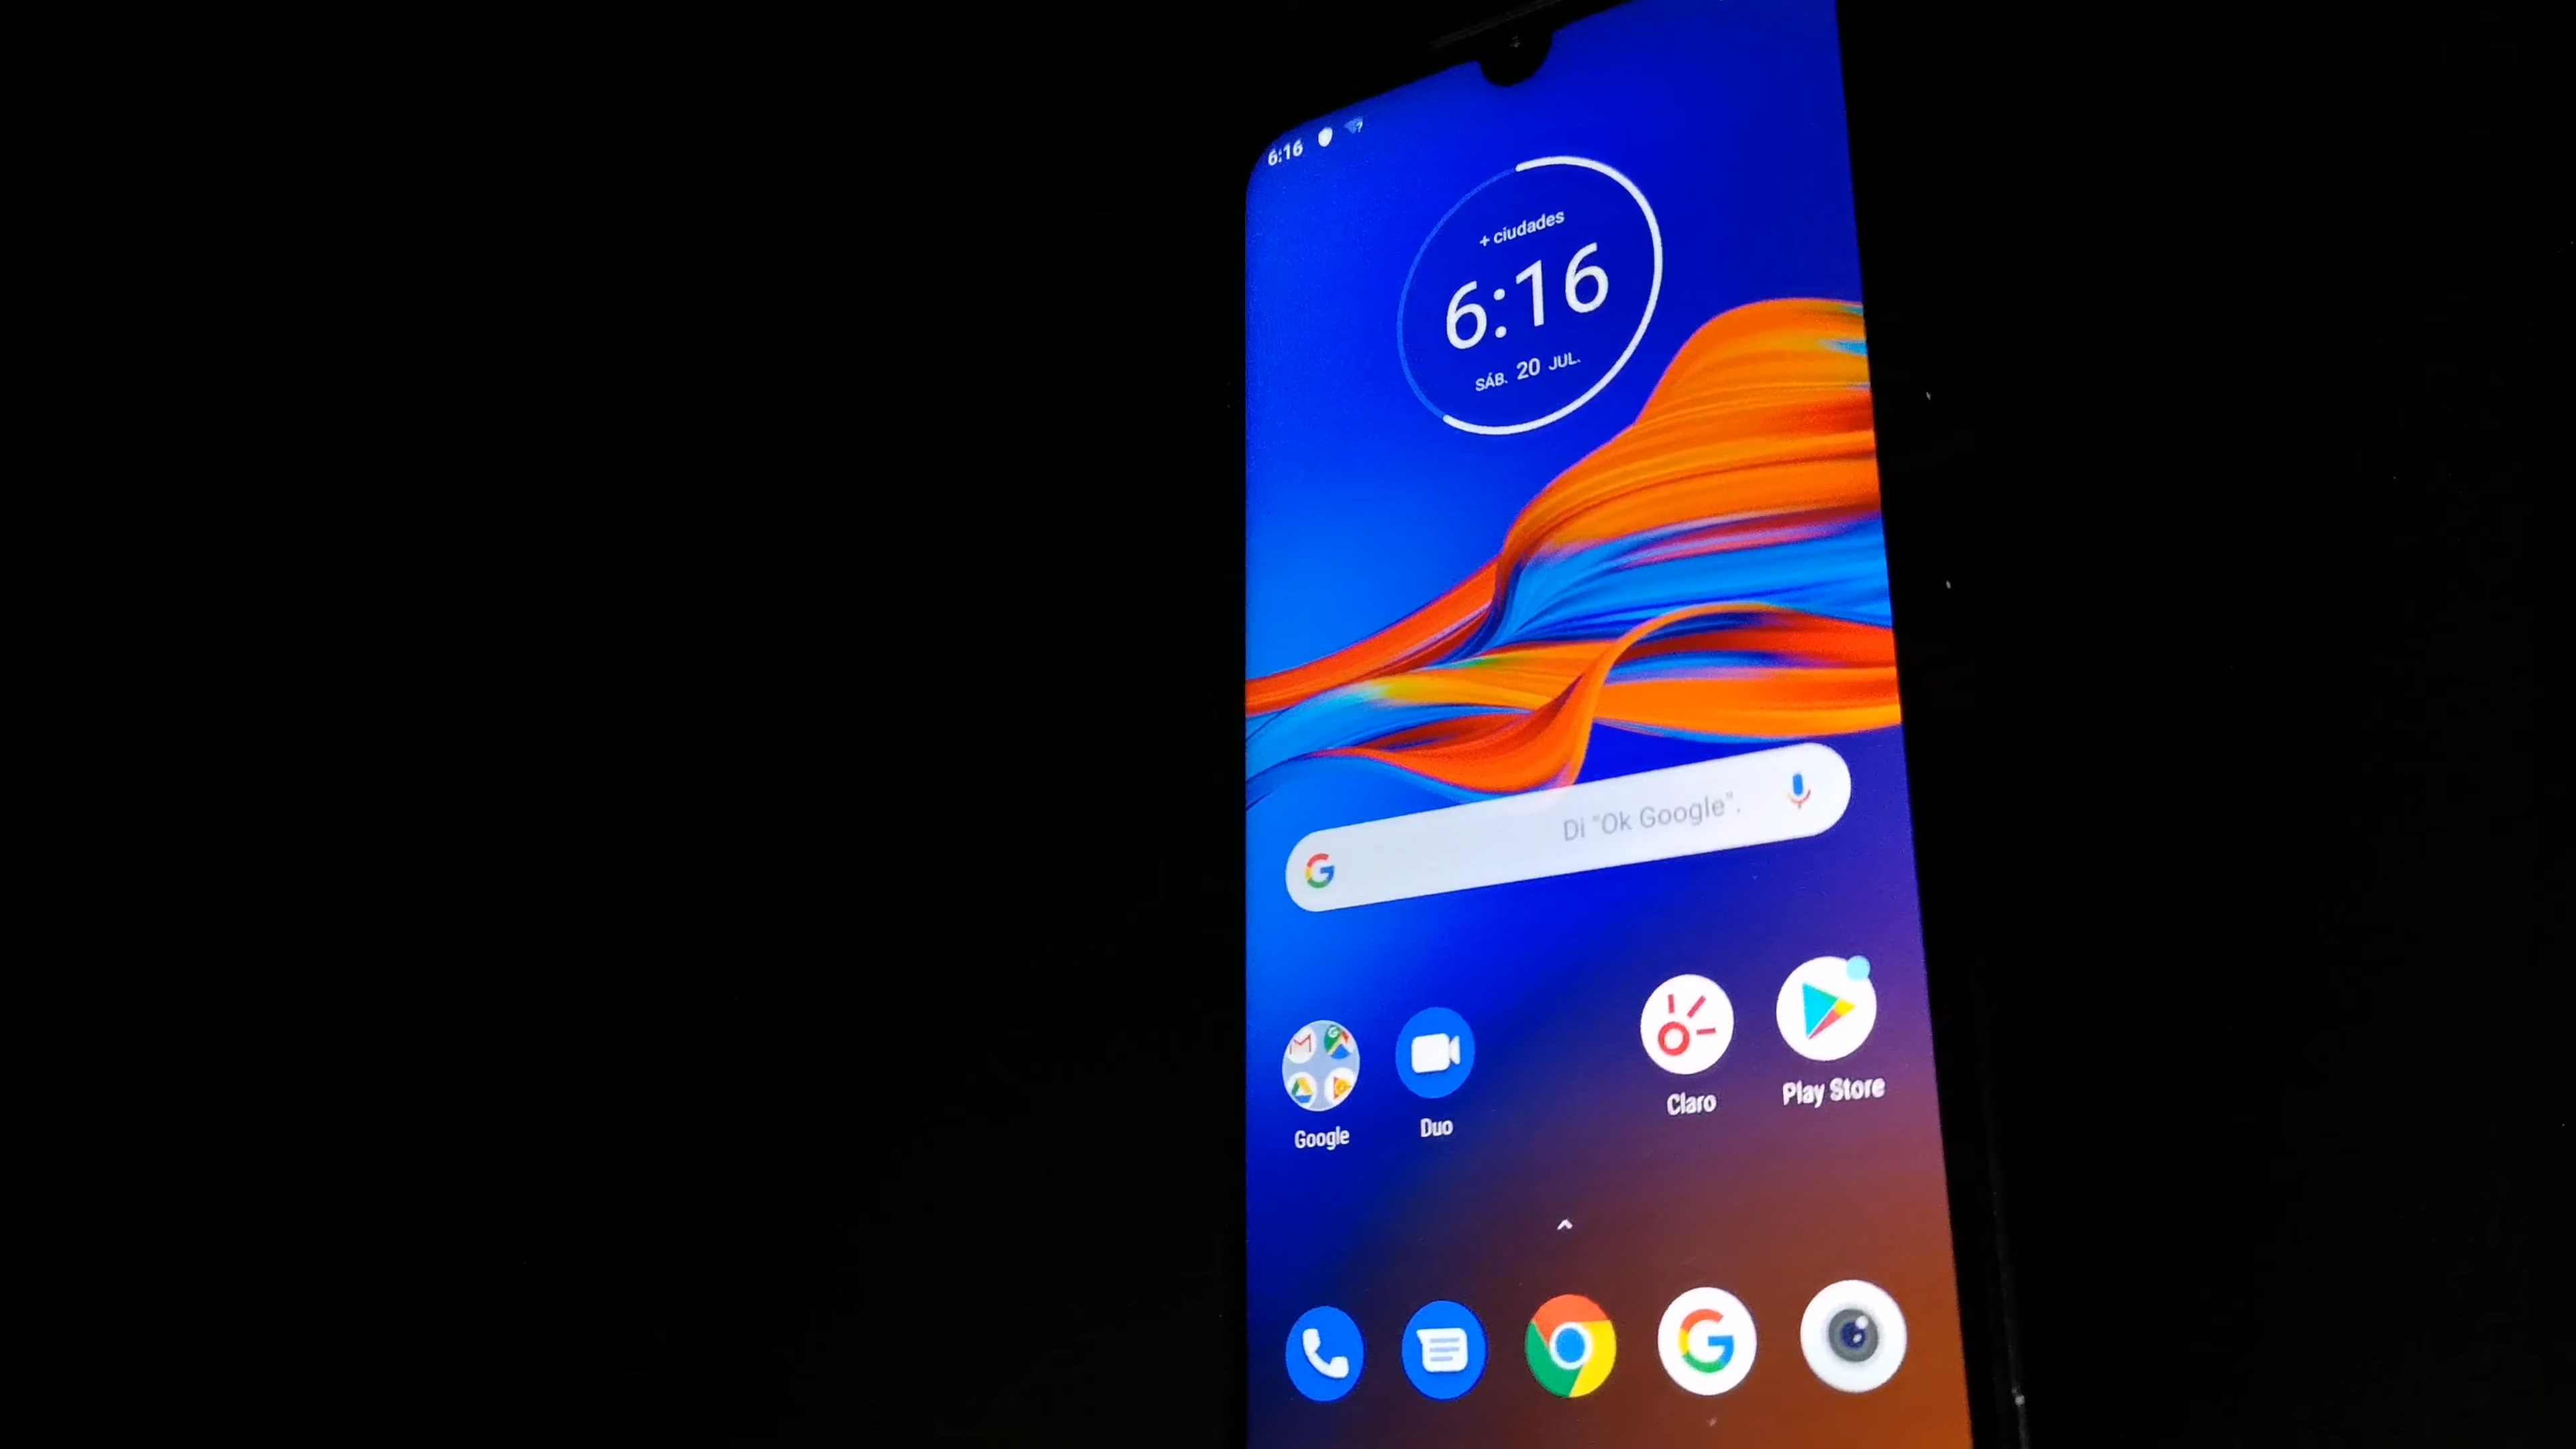 6:16
+ ciudades
6:16
SÁB. 20 JUL.
Di "Ok Google".
Google
Duo
Claro
Play Store